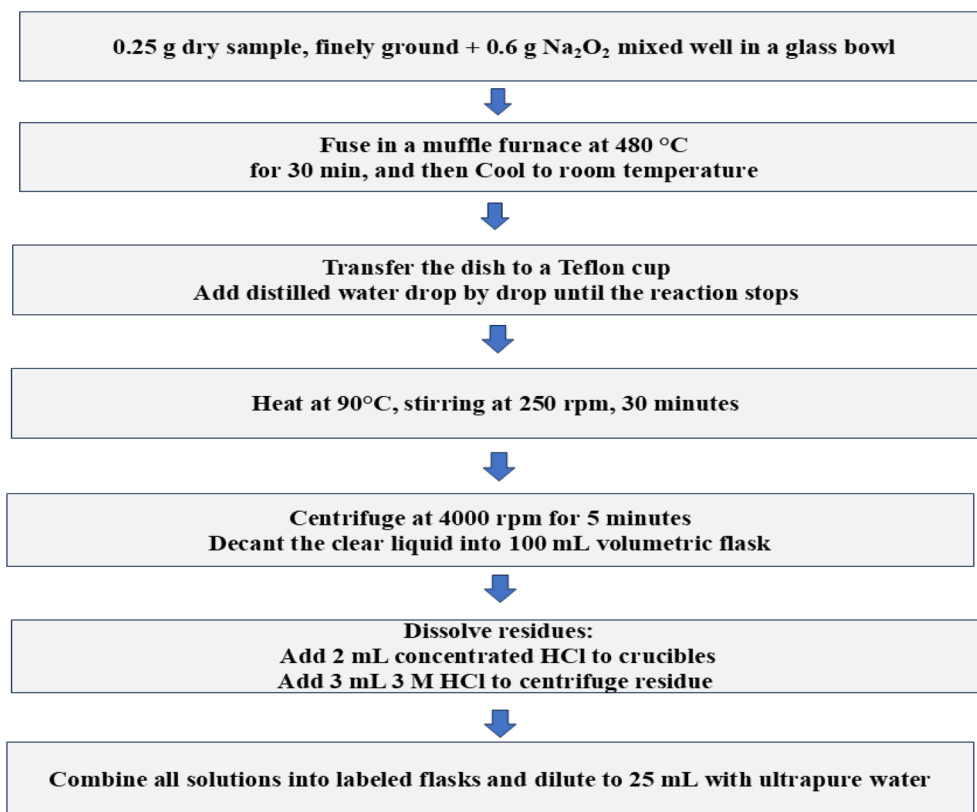 0.25 g dry sample, finely ground + 0.6 g Na₂O₂ mixed well in a glass bowl
Fuse in a muffle furnace at 480 °C
for 30 min, and then Cool to room temperature
Transfer the dish to a Teflon cup
Add distilled water drop by drop until the reaction stops
Heat at 90°C, stirring at 250 rpm, 30 minutes
Centrifuge at 4000 rpm for 5 minutes
Decant the clear liquid into 100 mL volumetric flask
Dissolve residues:
Add 2 mL concentrated HCl to crucibles
Add 3 mL 3 M HCl to centrifuge residue
Combine all solutions into labeled flasks and dilute to 25 mL with ultrapure water